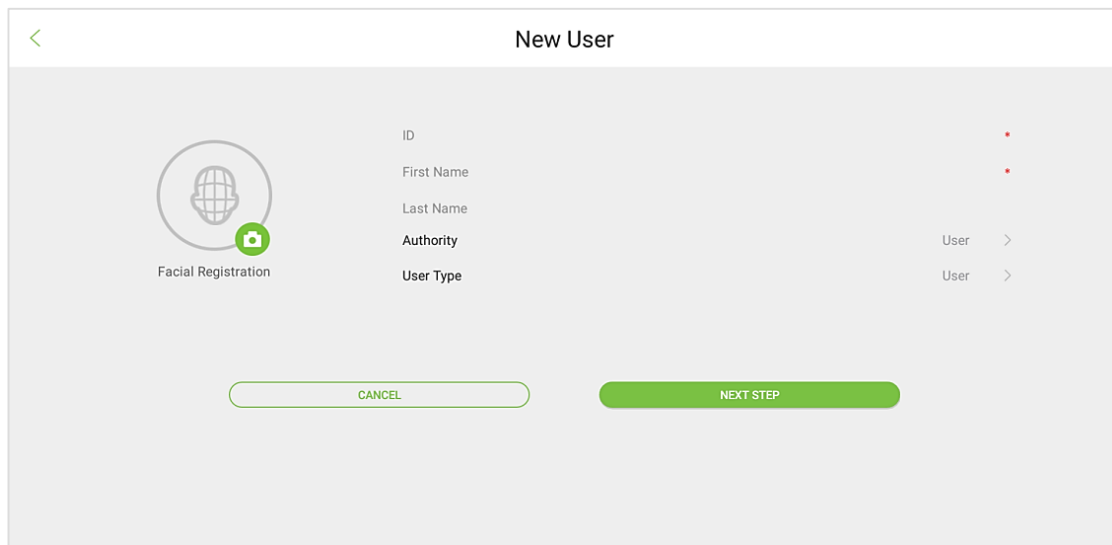 New User
ID *
First Name *
Last Name
Authority User
User Type User
Facial Registration
CANCEL NEXT STEP